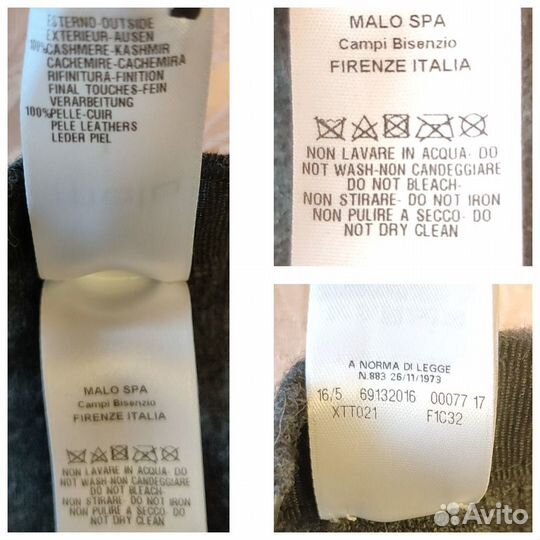 ESTERNO-OUTSIDE
EXTERIEUR-AUSEN
100%CASHMERE-KASHMIR
CACHEMIRE-CACHEMIRA
RIFINITURA-FINITION
FINAL TOUCHES-FEIN
VERARBEITUNG
100%PELLE-CUIR
PELE LEATHERS
LEDER PIEL
MALO SPA
Campi Bisenzio
FIRENZE ITALIA
NON LAVARE IN ACQUA- DO
NOT WASH-NON CANDEGGIARE
DO NOT BLEACH-
NON STIRARE- DO NOT IRON
NON PULIRE A SECCO- DO
NOT DRY CLEAN
MALO SPA
Campi Bisenzio
FIRENZE ITALIA
NON LAVARE IN ACQUA- DO
NOT WASH-NON CANDEGGIARE
DO NOT BLEACH-
NON STIRARE- DO NOT IRON
NON PULIRE A SECCO- DO
NOT DRY CLEAN
A NORMA DI LEGGE
N.883 26/11/1973
16/5 69132016 00077 17
XTT021 F1C32
Avito